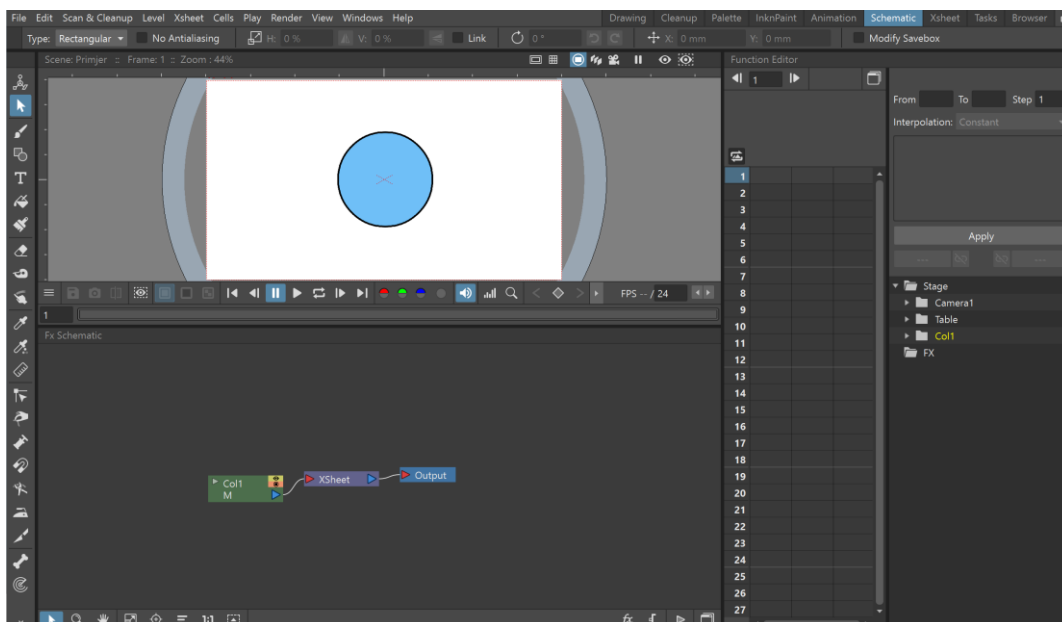 File Edit Scan & Cleanup Level Xsheet Cells Play Render View Windows Help Drawing Cleanup Palette InknPaint Animation Schematic Xsheet Tasks Browser
Type: Rectangular No Antialiasing H: 0 % V: 0 % Link 0 ° X: 0 mm Y: 0 mm Modify Savebox
Scene: Primjer :: Frame: 1 :: Zoom : 44% Function Editor
1
From To Step 1
Interpolation: Constant
Apply
--- ---
FPS -- / 24
1
Stage
Camera1
Table
Col1
FX
1
2
3
4
5
6
7
8
9
10
11
12
13
14
15
16
17
18
19
20
21
22
23
24
25
26
27
Fx Schematic
Col1
M
XSheet
Output
1:1 fx